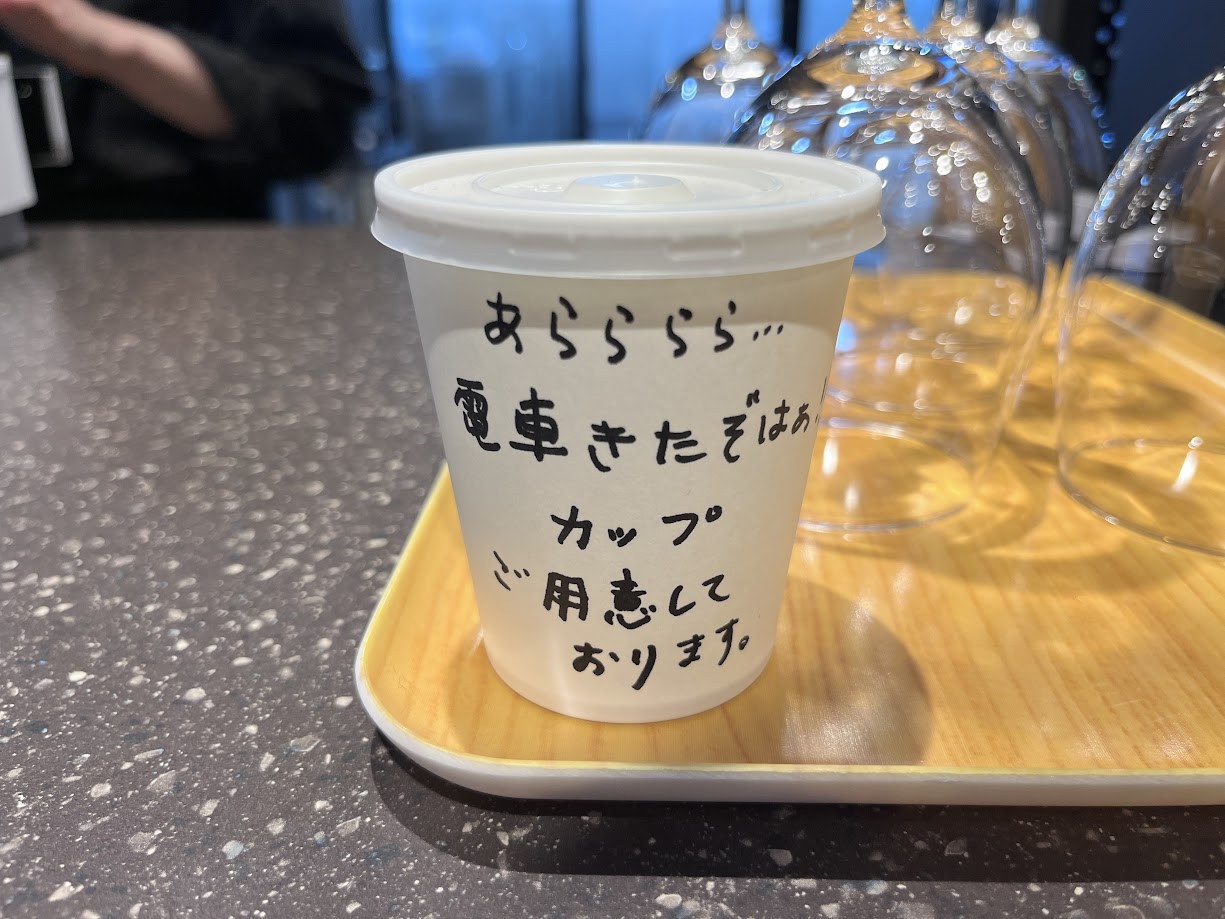 あらららら…
電車きたぞはぁ!
カップ
ご用意して
おります。